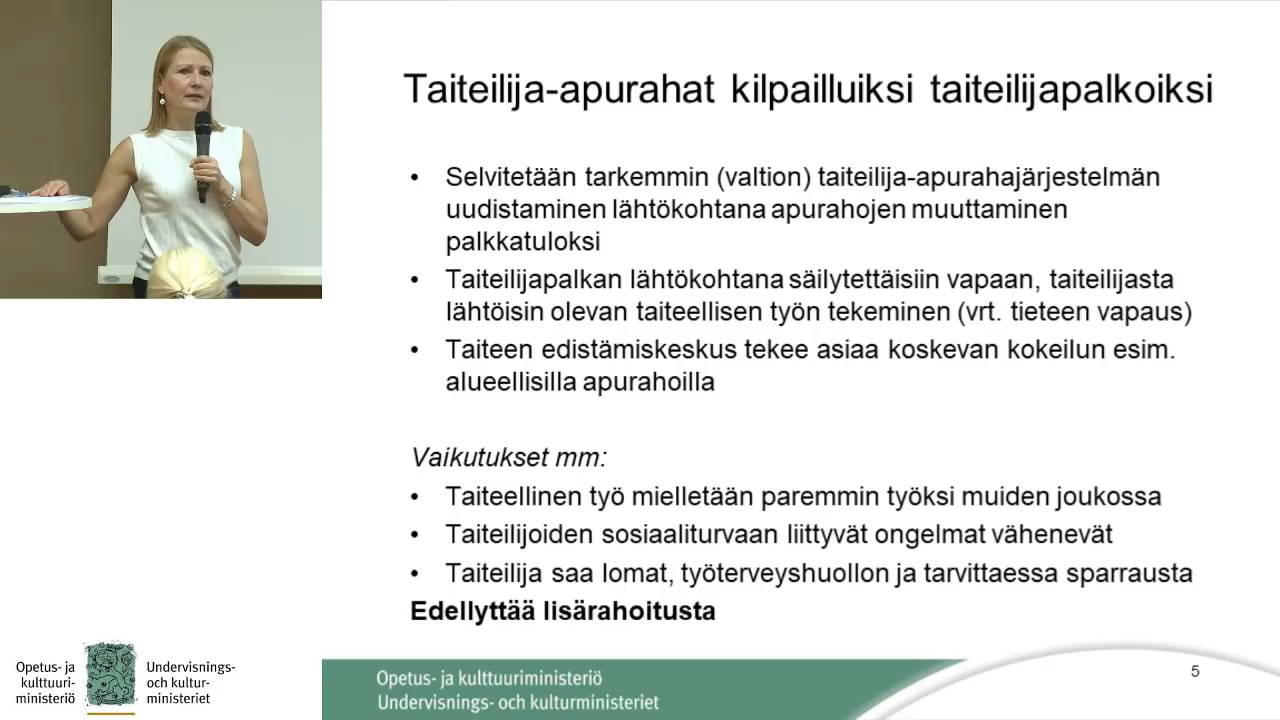 Taiteilija-apurahat kilpailluiksi taiteilijapalkoiksi
• Selvitetään tarkemmin (valtion) taiteilija-apurahajärjestelmän
uudistaminen lähtökohtana apurahojen muuttaminen
palkkatuloksi
• Taiteilijapalkan lähtökohtana säilytettäisiin vapaan, taiteilijasta
lähtöisin olevan taiteellisen työn tekeminen (vrt. tieteen vapaus)
• Taiteen edistämiskeskus tekee asiaa koskevan kokeilun esim.
alueellisilla apurahoilla
Vaikutukset mm:
• Taiteellinen työ mielletään paremmin työksi muiden joukossa
• Taiteilijoiden sosiaaliturvaan liittyvät ongelmat vähenevät
• Taiteilija saa lomat, työterveyshuollon ja tarvittaessa sparrausta
Edellyttää lisärahoitusta
Opetus- ja kulttuuriministeriö
Undervisnings- och kulturministeriet
5
Opetus- ja
kulttuuri-
ministeriö
Undervisnings-
och kultur-
ministeriet